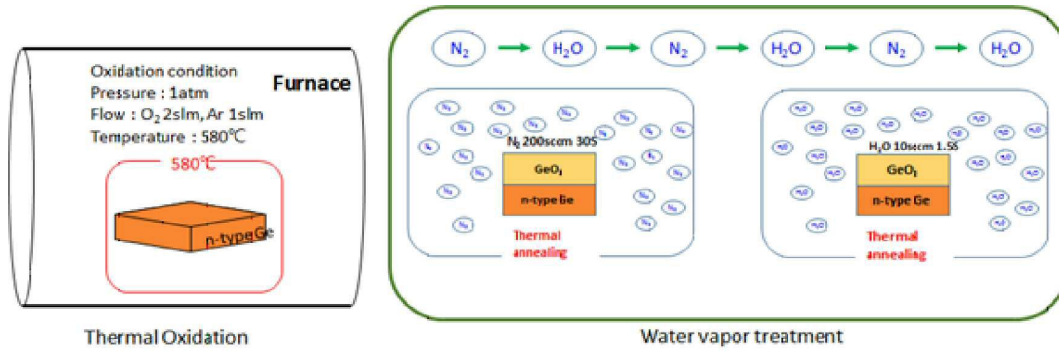 Oxidation condition
Pressure : 1atm
Flow : O₂ 2slm, Ar 1slm
Temperature : 580℃
Furnace
580℃
n-type Ge
Thermal Oxidation
N₂ H₂O N₂ H₂O N₂ H₂O
N₂ 200sccm 30S
GeO₂
n-type Ge
Thermal
annealing
H₂O 10sccm 1.5S
GeO₂
n-type Ge
Thermal
annealing
Water vapor treatment